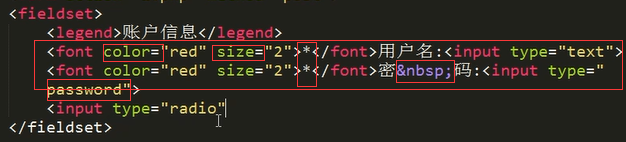 <fieldset>
<legend>账户信息</legend>
<font color="red" size="2">*</font>用户名:<input type="text">
<font color="red" size="2">*</font>密&nbsp;码:<input type="
password">
<input type="radio"
</fieldset>